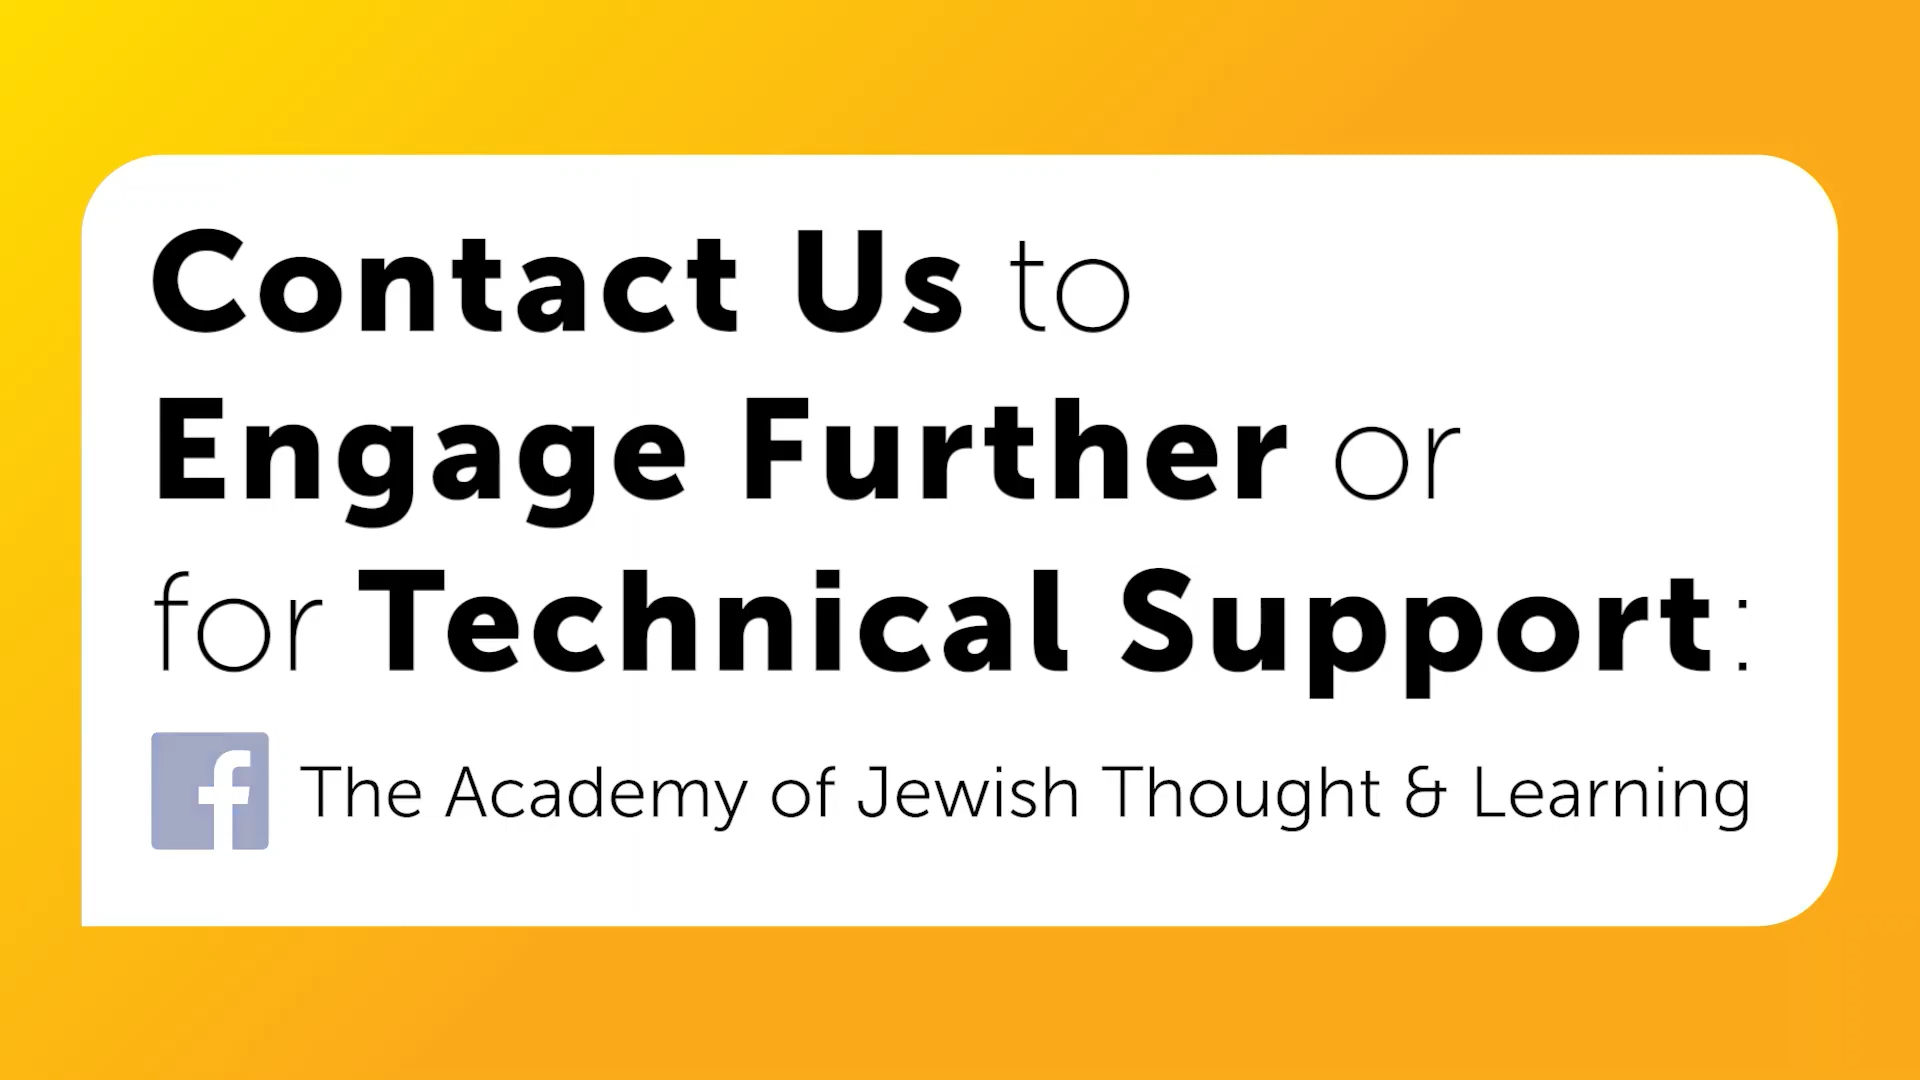 Contact Us to
Engage Further or
for Technical Support:
The Academy of Jewish Thought & Learning